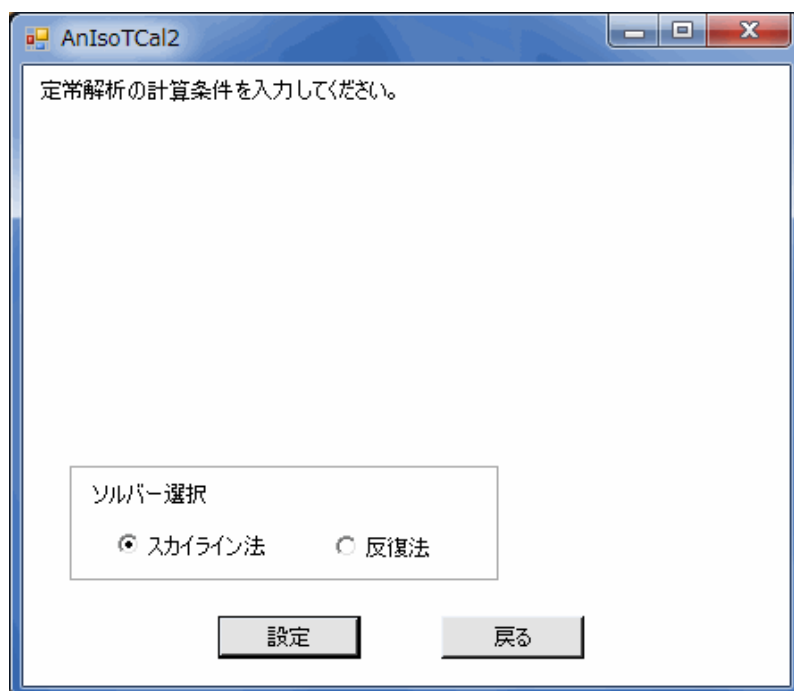 AnIsoTCal2
定常解析の計算条件を入力してください。
ソルバー選択
スカイライン法 反復法
設定 戻る